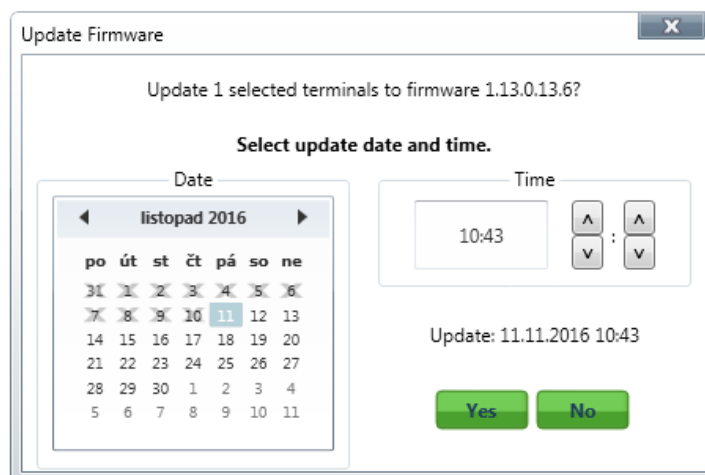 Update Firmware
x
Update 1 selected terminals to firmware 1.13.0.13.6?
Select update date and time.
Date
listopad 2016
po út st čt pá so ne
31 1 2 3 4 5 6
7 8 9 10 11 12 13
14 15 16 17 18 19 20
21 22 23 24 25 26 27
28 29 30 1 2 3 4
5 6 7 8 9 10 11
Time
10:43
:
Update: 11.11.2016 10:43
Yes No